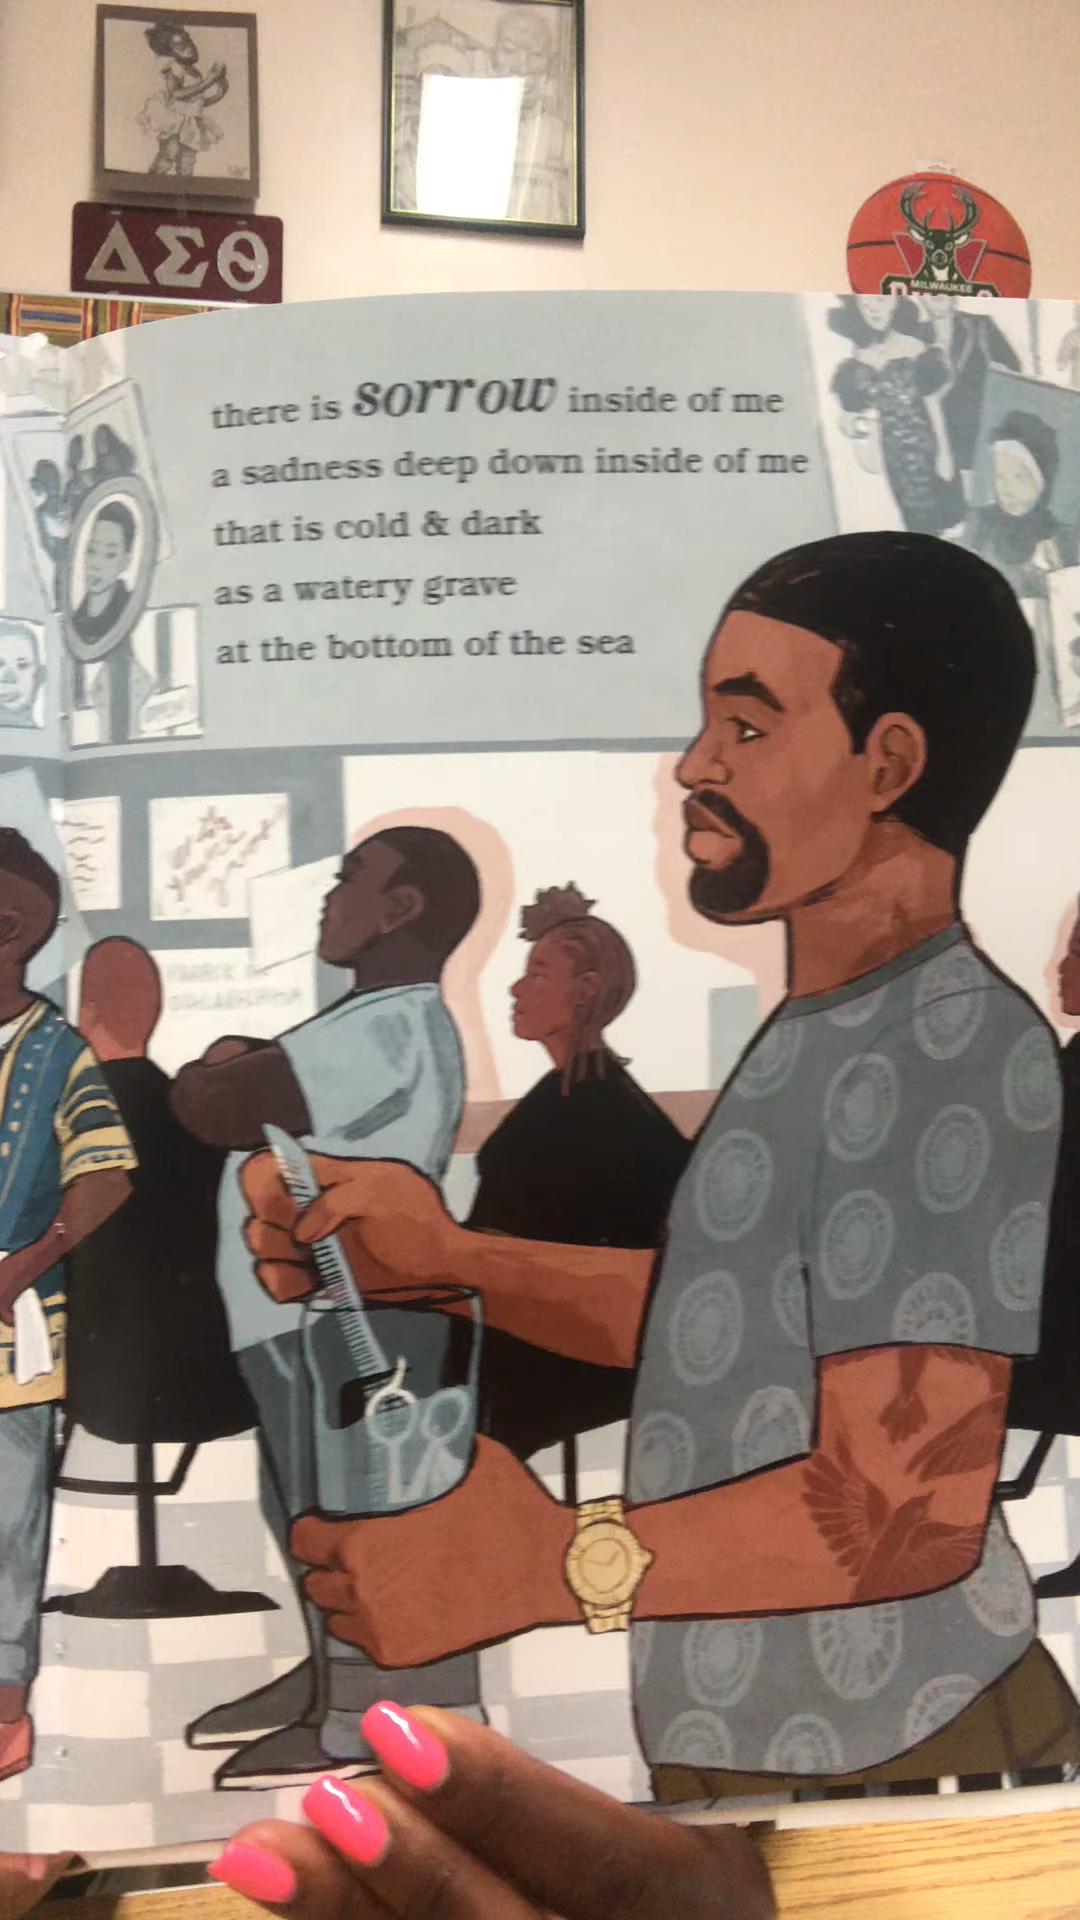 ΔΣΘ
MILWAUKEE
there is sorrow inside of me
a sadness deep down inside of me
that is cold & dark
as a watery grave
at the bottom of the sea